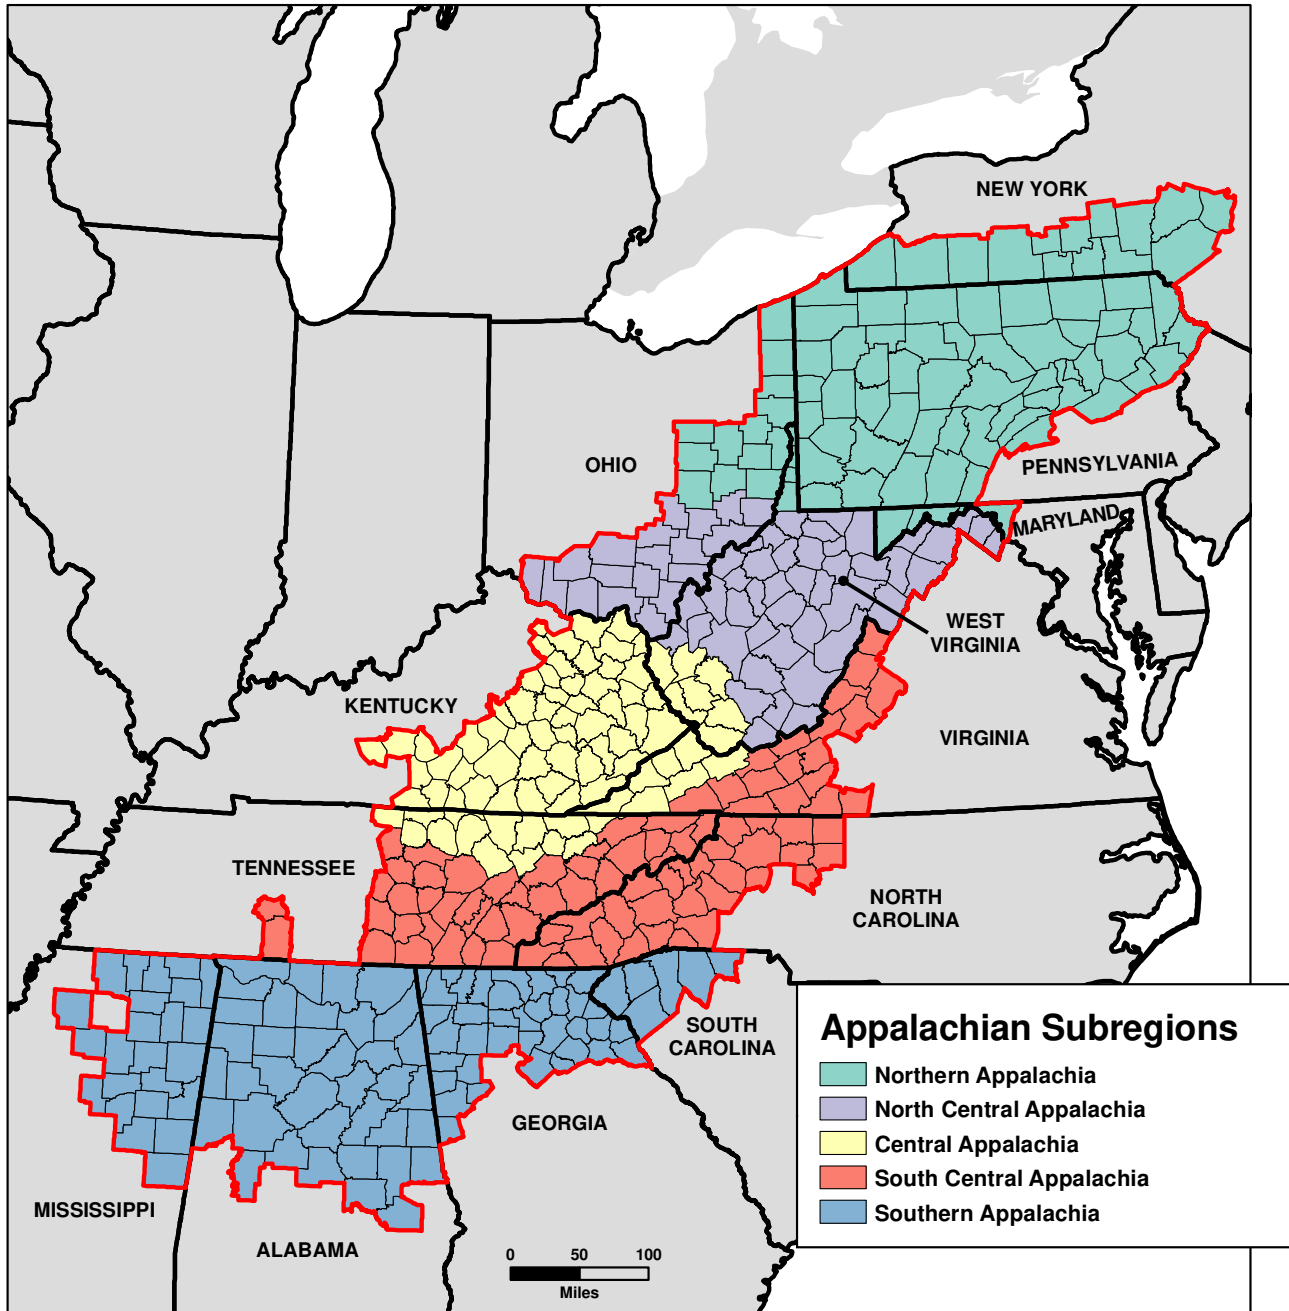 NEW YORK
OHIO
PENNSYLVANIA
MARYLAND
WEST
VIRGINIA
KENTUCKY
VIRGINIA
TENNESSEE
NORTH
CAROLINA
SOUTH
CAROLINA
GEORGIA
MISSISSIPPI
ALABAMA
0 50 100
Miles
Appalachian Subregions
Northern Appalachia
North Central Appalachia
Central Appalachia
South Central Appalachia
Southern Appalachia